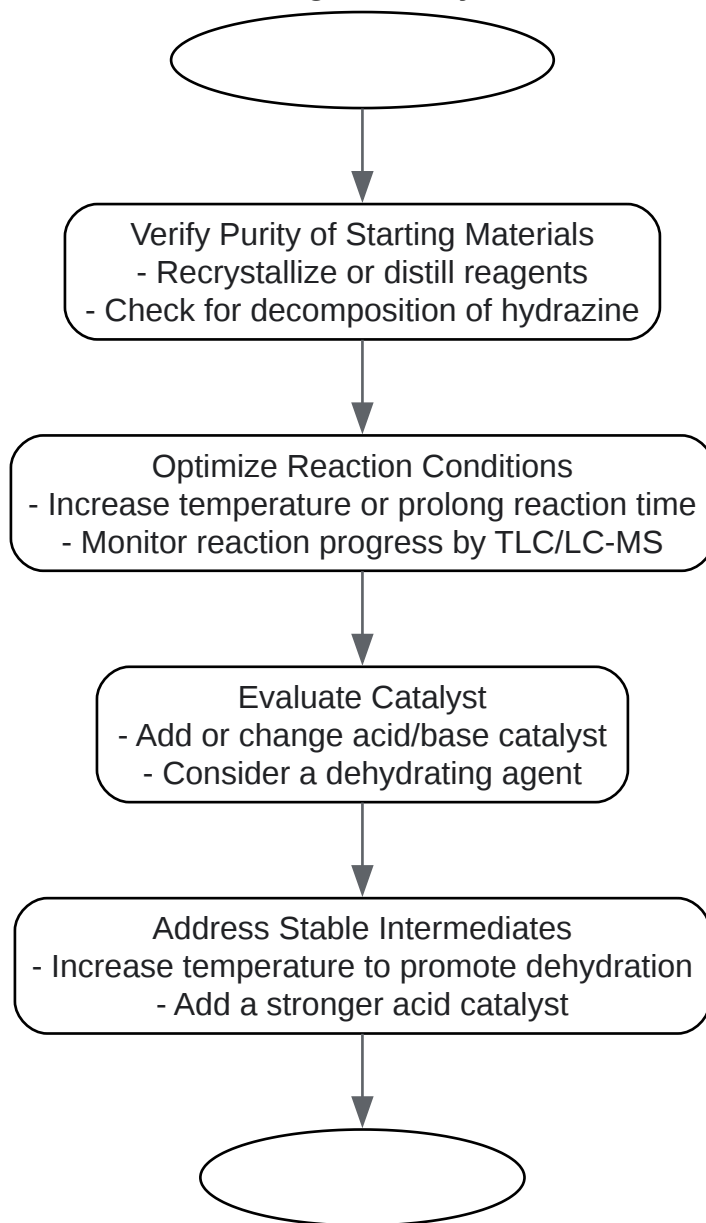 Verify Purity of Starting Materials
- Recrystallize or distill reagents
- Check for decomposition of hydrazine
Optimize Reaction Conditions
- Increase temperature or prolong reaction time
- Monitor reaction progress by TLC/LC-MS
Evaluate Catalyst
- Add or change acid/base catalyst
- Consider a dehydrating agent
Address Stable Intermediates
- Increase temperature to promote dehydration
- Add a stronger acid catalyst